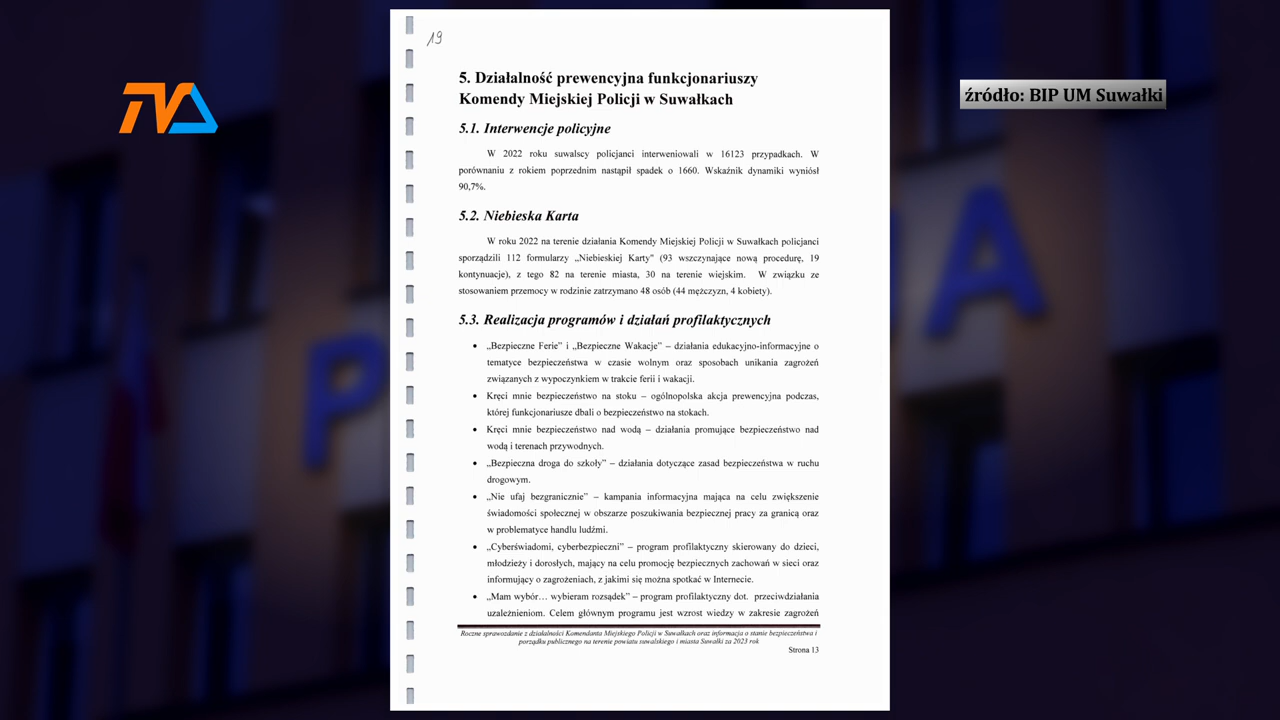 19
TVS
źródło: BIP UM Suwałki
5. Działalność prewencyjna funkcjonariuszy
Komendy Miejskiej Policji w Suwałkach
5.1. Interwencje policyjne
W 2022 roku suwalscy policjanci interweniowali w 16123 przypadkach. W
porównaniu z rokiem poprzednim nastąpił spadek o 1660. Wskaźnik dynamiki wyniósł
90,7%.
5.2. Niebieska Karta
W roku 2022 na terenie działania Komendy Miejskiej Policji w Suwałkach policjanci
sporządzili 112 formularzy „Niebieskiej Karty" (93 wszczynające nową procedurę, 19
kontynuacje), z tego 82 na terenie miasta, 30 na terenie wiejskim. W związku ze
stosowaniem przemocy w rodzinie zatrzymano 48 osób (44 mężczyzn, 4 kobiety).
5.3. Realizacja programów i działań profilaktycznych
• „Bezpieczne Ferie" i „Bezpieczne Wakacje" – działania edukacyjno-informacyjne o
tematyce bezpieczeństwa w czasie wolnym oraz sposobach unikania zagrożeń
związanych z wypoczynkiem w trakcie ferii i wakacji.
• Kręci mnie bezpieczeństwo na stoku – ogólnopolska akcja prewencyjna podczas,
której funkcjonariusze dbali o bezpieczeństwo na stokach.
• Kręci mnie bezpieczeństwo nad wodą – działania promujące bezpieczeństwo nad
wodą i terenach przywodnych.
• „Bezpieczna droga do szkoły" – działania dotyczące zasad bezpieczeństwa w ruchu
drogowym.
• „Nie ufaj bezgranicznie" – kampania informacyjna mająca na celu zwiększenie
świadomości społecznej w obszarze poszukiwania bezpiecznej pracy za granicą oraz
w problematyce handlu ludźmi.
• „Cyberświadomi, cyberbezpieczni" – program profilaktyczny skierowany do dzieci,
młodzieży i dorosłych, mający na celu promocję bezpiecznych zachowań w sieci oraz
informujący o zagrożeniach, z jakimi się można spotkać w Internecie.
• „Mam wybór… wybieram rozsądek" – program profilaktyczny dot. przeciwdziałania
uzależnieniom. Celem głównym programu jest wzrost wiedzy w zakresie zagrożeń
Roczne sprawozdanie z działalności Komendanta Miejskiego Policji w Suwałkach oraz informacja o stanie bezpieczeństwa i
porządku publicznego na terenie powiatu suwalskiego i miasta Suwałki za 2023 rok
Strona 13